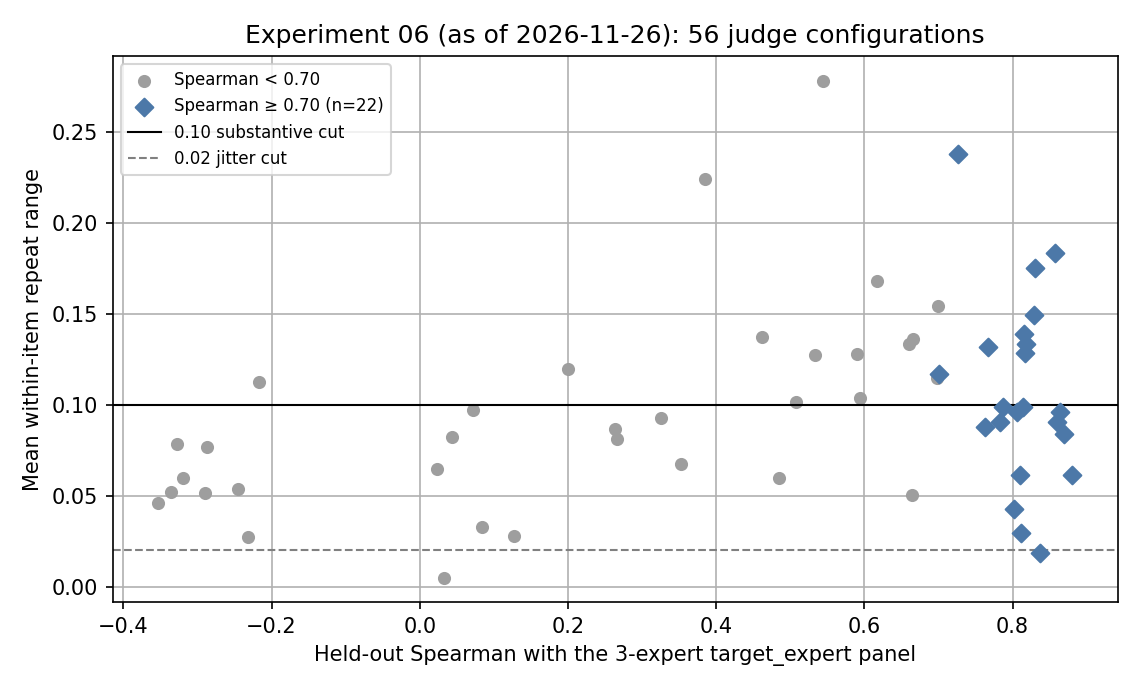 Experiment 06 (as of 2026-11-26): 56 judge configurations
Spearman < 0.70
Spearman ≥ 0.70 (n=22)
0.10 substantive cut
0.02 jitter cut
Mean within-item repeat range
0.25
0.20
0.15
0.10
0.05
0.00
−0.4 −0.2 0.0 0.2 0.4 0.6 0.8
Held-out Spearman with the 3-expert target_expert panel